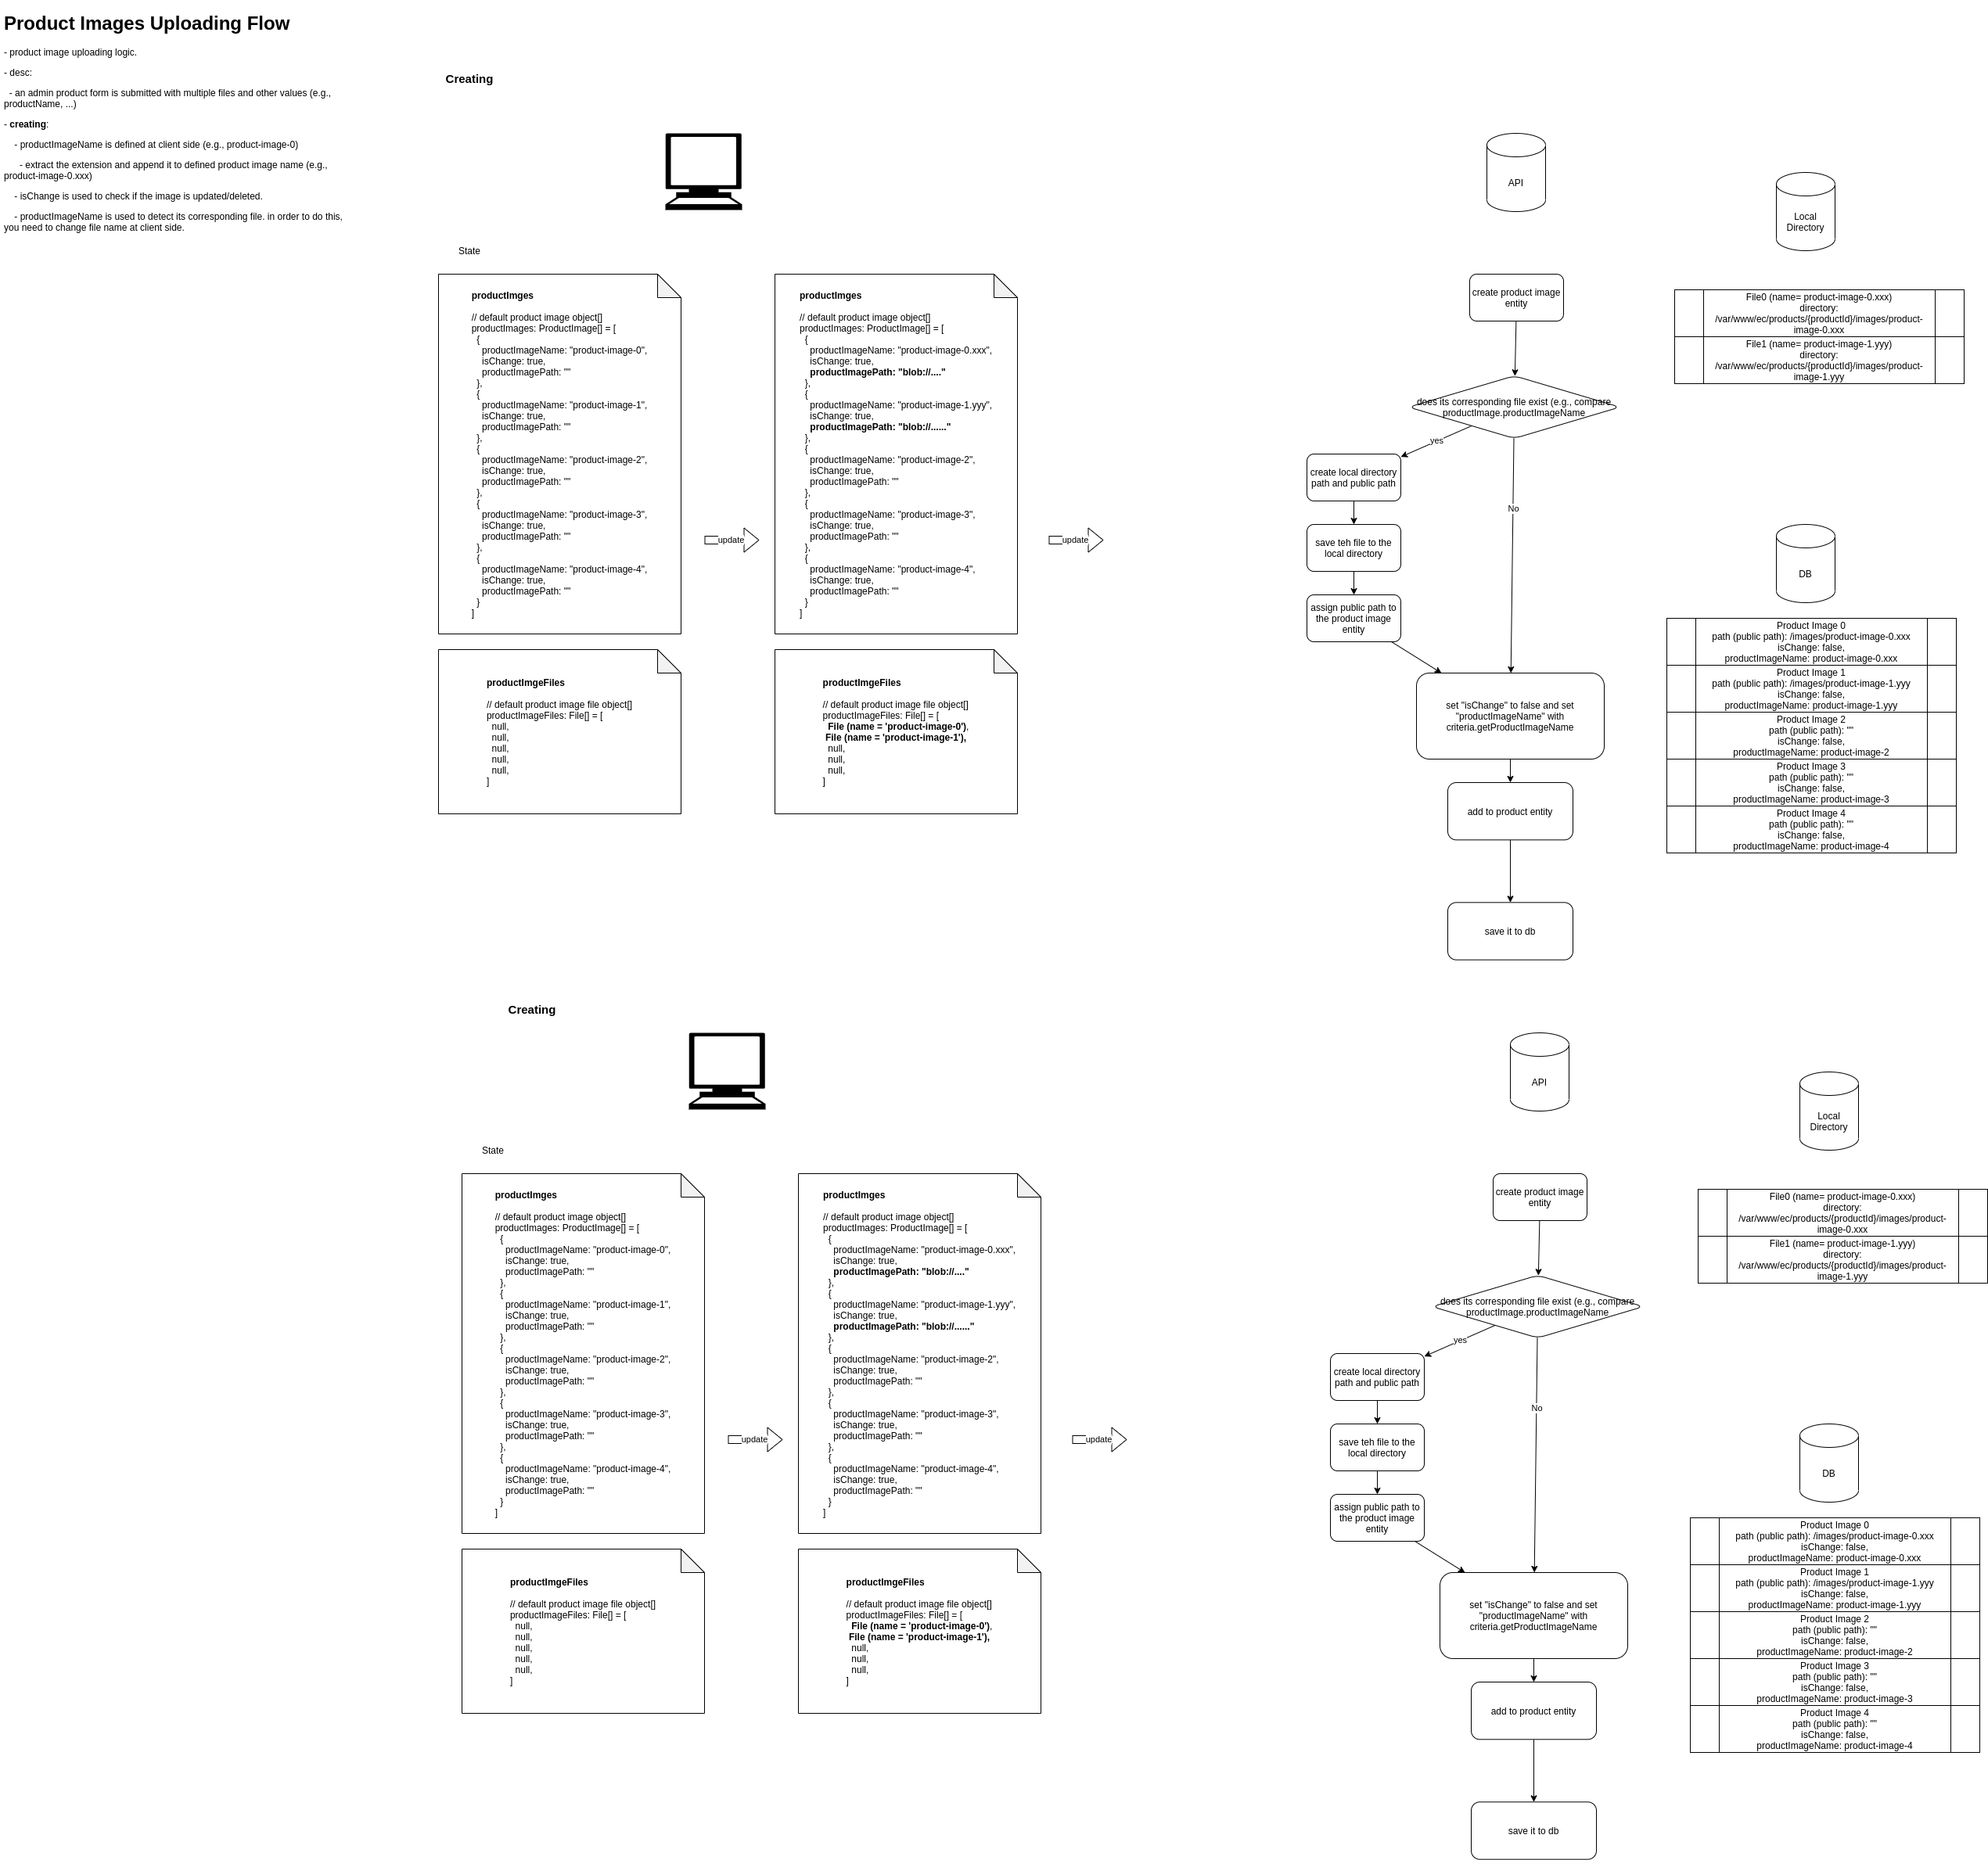 Product Images Uploading Flow
- product image uploading logic.
- desc:
- an admin product form is submitted with multiple files and other values (e.g.,
productName, ...)
- creating:
- productImageName is defined at client side (e.g., product-image-0)
- extract the extension and append it to defined product image name (e.g.,
product-image-0.xxx)
- isChange is used to check if the image is updated/deleted.
- productImageName is used to detect its corresponding file. in order to do this,
you need to change file name at client side.
Creating
State
productImges
// default product image object[]
productImages: ProductImage[] = [
{
productImageName: "product-image-0",
isChange: true,
productImagePath: ""
},
{
productImageName: "product-image-1",
isChange: true,
productImagePath: ""
},
{
productImageName: "product-image-2",
isChange: true,
productImagePath: ""
},
{
productImageName: "product-image-3",
isChange: true,
productImagePath: ""
},
{
productImageName: "product-image-4",
isChange: true,
productImagePath: ""
}
]
update
productImges
// default product image object[]
productImages: ProductImage[] = [
{
productImageName: "product-image-0.xxx",
isChange: true,
productImagePath: "blob://...."
},
{
productImageName: "product-image-1.yyy",
isChange: true,
productImagePath: "blob://......"
},
{
productImageName: "product-image-2",
isChange: true,
productImagePath: ""
},
{
productImageName: "product-image-3",
isChange: true,
productImagePath: ""
},
{
productImageName: "product-image-4",
isChange: true,
productImagePath: ""
}
]
update
productImgeFiles
// default product image file object[]
productImageFiles: File[] = [
null,
null,
null,
null,
null,
]
productImgeFiles
// default product image file object[]
productImageFiles: File[] = [
File (name = 'product-image-0'),
File (name = 'product-image-1'),
null,
null,
null,
]
API
create product image
entity
does its corresponding file exist (e.g., compare
productImage.productImageName
yes
No
create local directory
path and public path
save teh file to the
local directory
assign public path to
the product image
entity
set "isChange" to false and set
"productImageName" with
criteria.getProductImageName
add to product entity
save it to db
Local
Directory
File0 (name= product-image-0.xxx)
directory:
/var/www/ec/products/{productId}/images/product-
image-0.xxx
File1 (name= product-image-1.yyy)
directory:
/var/www/ec/products/{productId}/images/product-
image-1.yyy
DB
Product Image 0
path (public path): /images/product-image-0.xxx
isChange: false,
productImageName: product-image-0.xxx
Product Image 1
path (public path): /images/product-image-1.yyy
isChange: false,
productImageName: product-image-1.yyy
Product Image 2
path (public path): ""
isChange: false,
productImageName: product-image-2
Product Image 3
path (public path): ""
isChange: false,
productImageName: product-image-3
Product Image 4
path (public path): ""
isChange: false,
productImageName: product-image-4
Creating
State
productImges
// default product image object[]
productImages: ProductImage[] = [
{
productImageName: "product-image-0",
isChange: true,
productImagePath: ""
},
{
productImageName: "product-image-1",
isChange: true,
productImagePath: ""
},
{
productImageName: "product-image-2",
isChange: true,
productImagePath: ""
},
{
productImageName: "product-image-3",
isChange: true,
productImagePath: ""
},
{
productImageName: "product-image-4",
isChange: true,
productImagePath: ""
}
]
update
productImges
// default product image object[]
productImages: ProductImage[] = [
{
productImageName: "product-image-0.xxx",
isChange: true,
productImagePath: "blob://...."
},
{
productImageName: "product-image-1.yyy",
isChange: true,
productImagePath: "blob://......"
},
{
productImageName: "product-image-2",
isChange: true,
productImagePath: ""
},
{
productImageName: "product-image-3",
isChange: true,
productImagePath: ""
},
{
productImageName: "product-image-4",
isChange: true,
productImagePath: ""
}
]
update
productImgeFiles
// default product image file object[]
productImageFiles: File[] = [
null,
null,
null,
null,
null,
]
productImgeFiles
// default product image file object[]
productImageFiles: File[] = [
File (name = 'product-image-0'),
File (name = 'product-image-1'),
null,
null,
null,
]
API
create product image
entity
does its corresponding file exist (e.g., compare
productImage.productImageName
yes
No
create local directory
path and public path
save teh file to the
local directory
assign public path to
the product image
entity
set "isChange" to false and set
"productImageName" with
criteria.getProductImageName
add to product entity
save it to db
Local
Directory
File0 (name= product-image-0.xxx)
directory:
/var/www/ec/products/{productId}/images/product-
image-0.xxx
File1 (name= product-image-1.yyy)
directory:
/var/www/ec/products/{productId}/images/product-
image-1.yyy
DB
Product Image 0
path (public path): /images/product-image-0.xxx
isChange: false,
productImageName: product-image-0.xxx
Product Image 1
path (public path): /images/product-image-1.yyy
isChange: false,
productImageName: product-image-1.yyy
Product Image 2
path (public path): ""
isChange: false,
productImageName: product-image-2
Product Image 3
path (public path): ""
isChange: false,
productImageName: product-image-3
Product Image 4
path (public path): ""
isChange: false,
productImageName: product-image-4